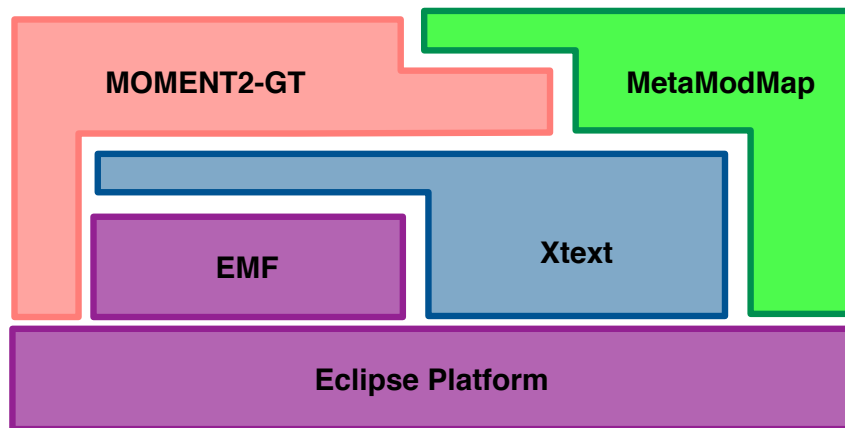 MOMENT2-GT
MetaModMap
EMF
Xtext
Eclipse Platform